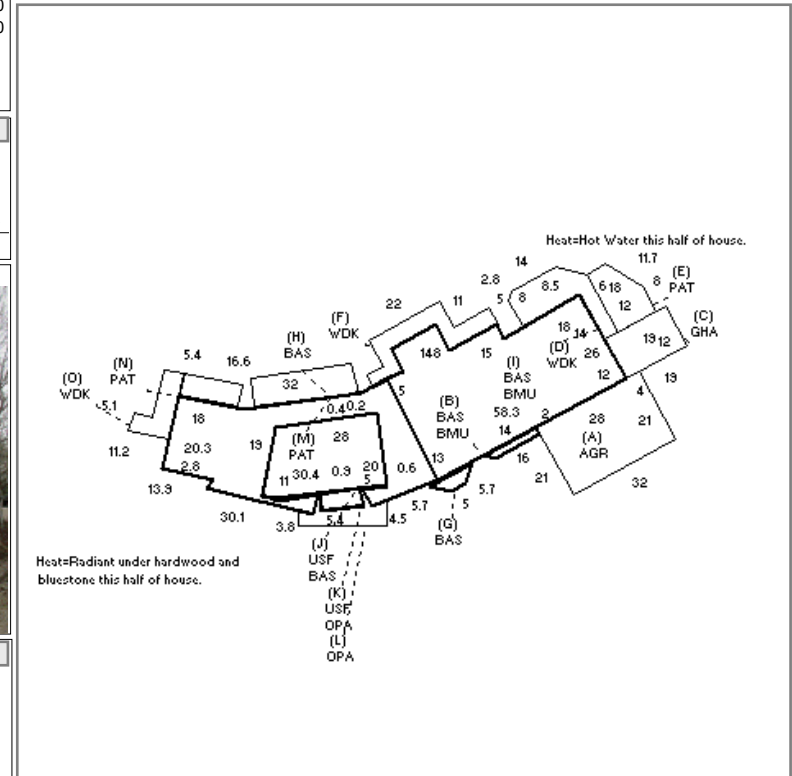 0
0
Heat=Hot Water this half of house.
14
11.7
(E)
PAT
2.8
8.5
8
5
8
6 18
12
22
11
(F)
WDK
(C)
GHA
(H)
BAS
18
14
(D)
WDK
19 12
148
15
26
(I)
BAS
BMU
12
(N)
PAT
5.4
16.6
(O)
WDK
5.1
32
5
0.4 0.2
(B)
BAS
BMU
58.3
2
14
4
19
28
21
(A)
AGR
18
19
28
(M)
PAT
11.2
20.3
2.8
13.9
11 30.4
0.9
20
5
0.6
13
16
21
32
5.7
5.7
5
(G)
BAS
30.1
3.8
5.4
4.5
(J)
USF
BAS
(K)
USF
OPA
(L)
OPA
Heat=Radiant under hardwood and
bluestone this half of house.